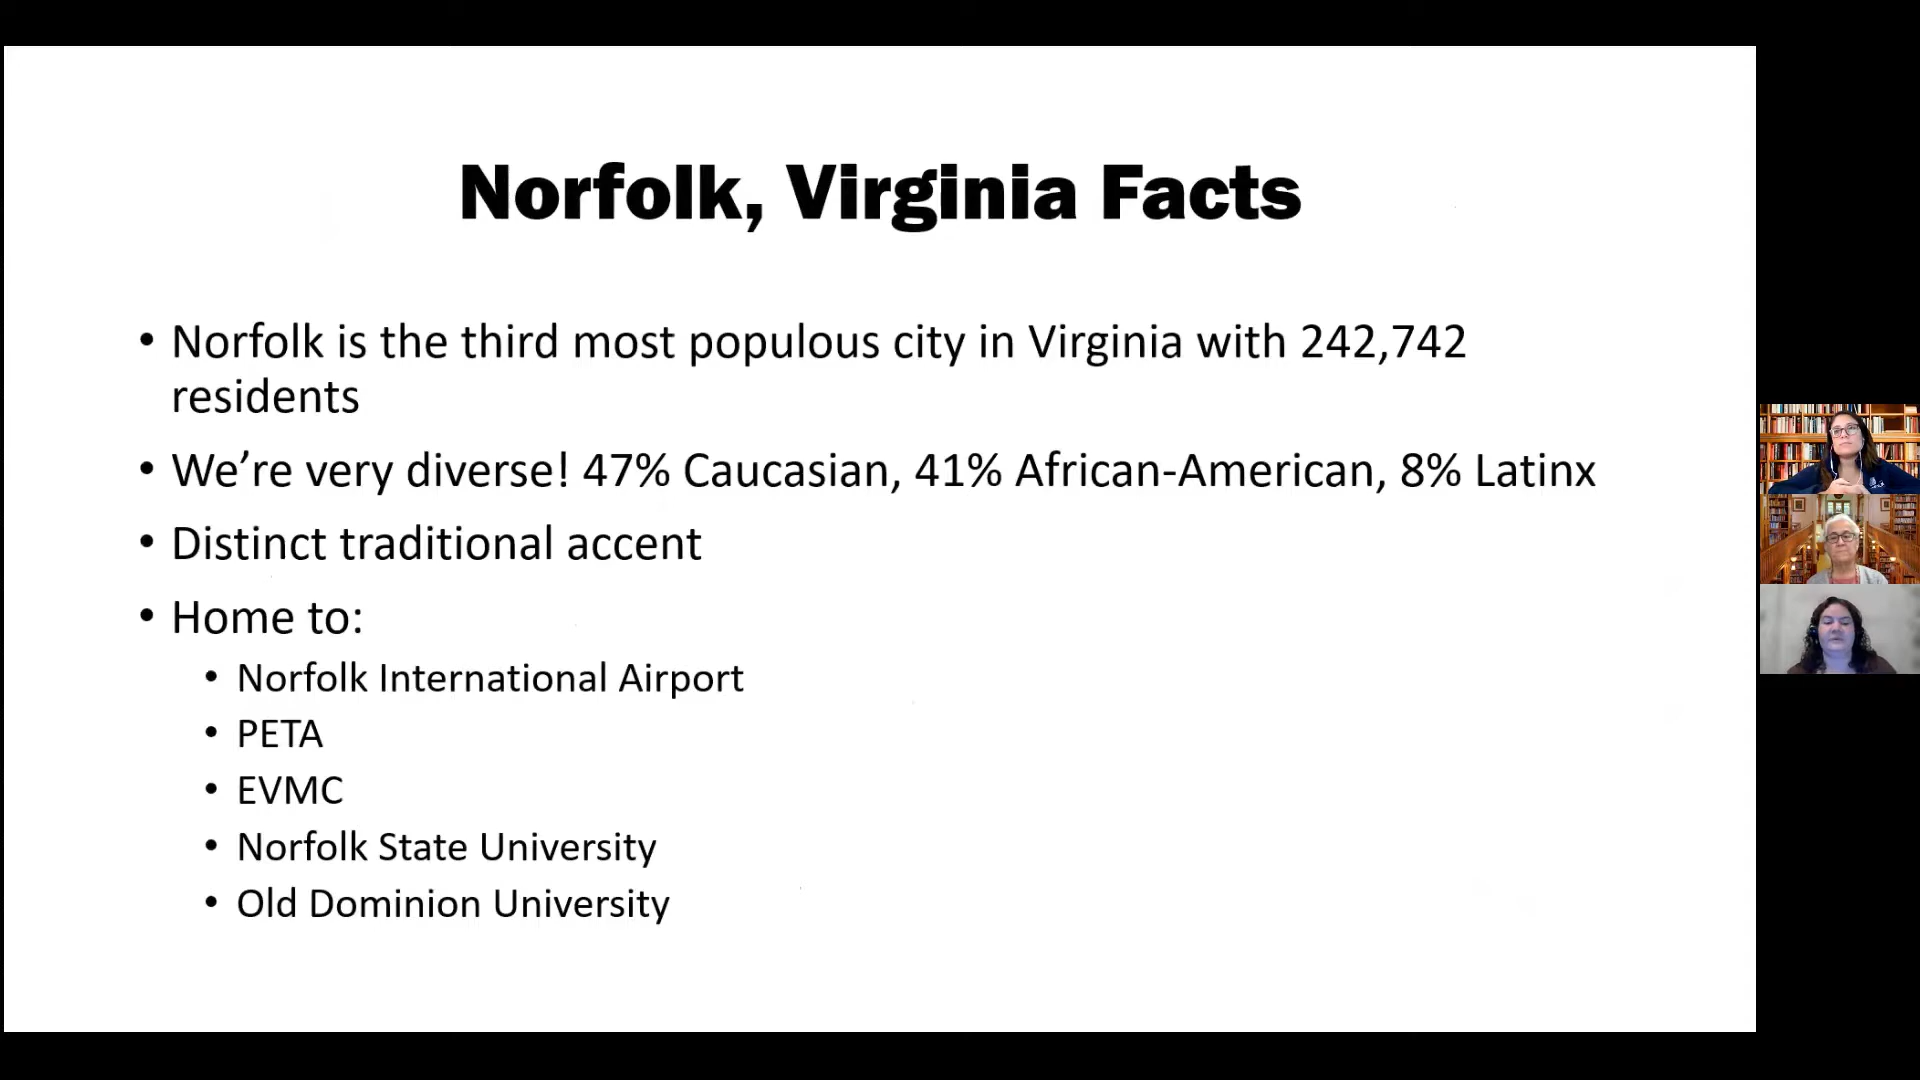 Norfolk, Virginia Facts
• Norfolk is the third most populous city in Virginia with 242,742
residents
• We’re very diverse! 47% Caucasian, 41% African-American, 8% Latinx
• Distinct traditional accent
• Home to:
• Norfolk International Airport
• PETA
• EVMC
• Norfolk State University
• Old Dominion University